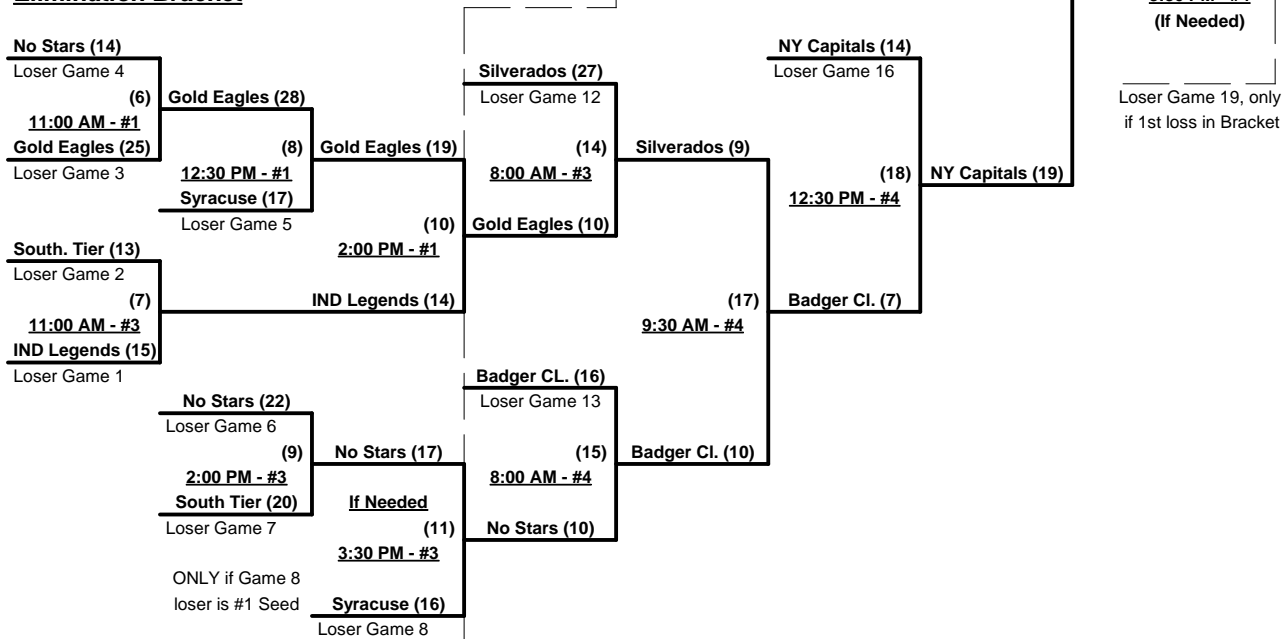 Elimination Bracket
(If Needed)
Loser Game 19, only
if 1st loss in Bracket
No Stars (14)
Loser Game 4
(6)
11:00 AM - #1
Gold Eagles (25)
Loser Game 3
Gold Eagles (28)
(8)
12:30 PM - #1
Syracuse (17)
Loser Game 5
South. Tier (13)
Loser Game 2
(7)
11:00 AM - #3
IND Legends (15)
Loser Game 1
Gold Eagles (19)
(10)
2:00 PM - #1
IND Legends (14)
No Stars (22)
Loser Game 6
(9)
2:00 PM - #3
South Tier (20)
Loser Game 7
No Stars (17)
If Needed
(11)
3:30 PM - #3
ONLY if Game 8
loser is #1 Seed
Syracuse (16)
Loser Game 8
Silverados (27)
Loser Game 12
(14)
8:00 AM - #3
Gold Eagles (10)
Badger CL. (16)
Loser Game 13
(15)
8:00 AM - #4
No Stars (10)
Silverados (9)
(17)
9:30 AM - #4
Badger Cl. (10)
NY Capitals (14)
Loser Game 16
(18)
12:30 PM - #4
Badger Cl. (7)
NY Capitals (19)